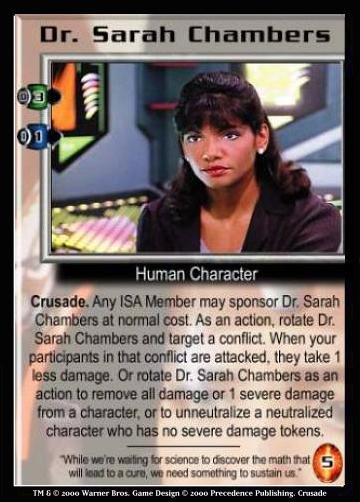 Dr. Sarah Chambers
3
1
Human Character
Crusade. Any ISA Member may sponsor Dr. Sarah
Chambers at normal cost. As an action, rotate Dr.
Sarah Chambers and target a conflict. When your
participants in that conflict are attacked, they take 1
less damage. Or rotate Dr. Sarah Chambers as an
action to remove all damage or 1 severe damage
from a character, or to unneutralize a neutralized
character who has no severe damage tokens.
"While we're waiting for science to discover the math that
will lead to a cure, we need something to sustain us."
5
TM & © 2000 Warner Bros. Game Design © 2000 Precedence Publishing. Crusade